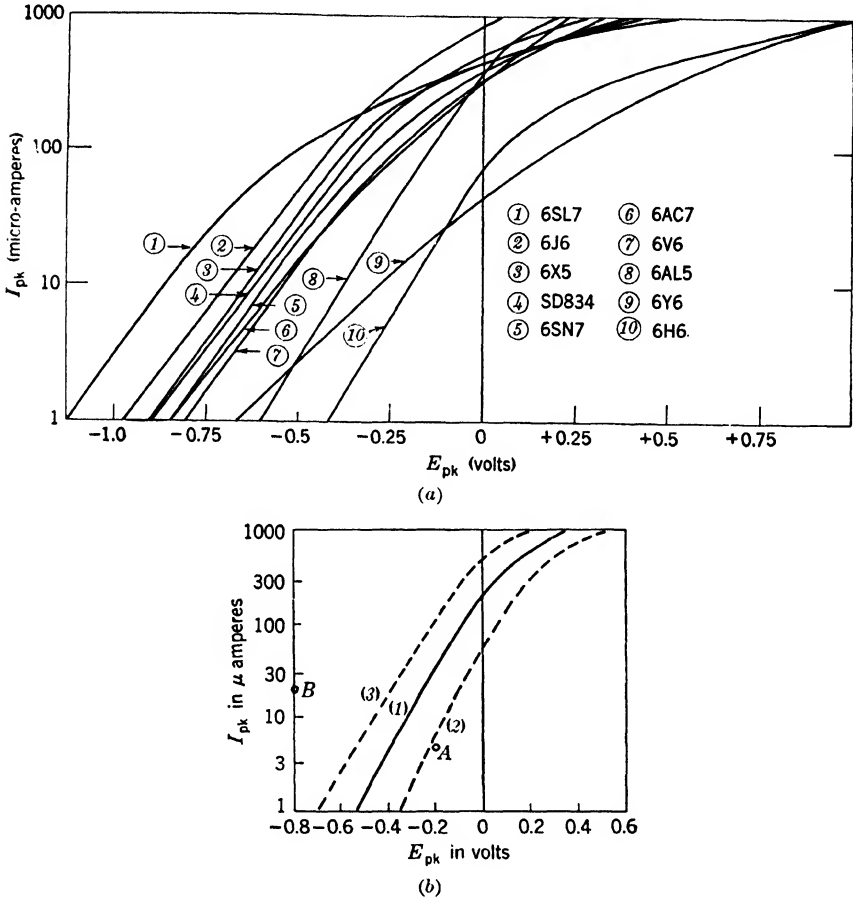 1000
100
10
1
I_pk (micro-amperes)
① ② ③ ④ ⑤ ⑥ ⑦ ⑧ ⑨ ⑩
① 6SL7 ⑥ 6AC7
② 6J6 ⑦ 6V6
③ 6X5 ⑧ 6AL5
④ SD834 ⑨ 6Y6
⑤ 6SN7 ⑩ 6H6.
-1.0 -0.75 -0.5 -0.25 0 +0.25 +0.5 +0.75
E_pk (volts)
(a)
1000
300
100
30
10
3
1
I_pk in μ amperes
B
(3) (1) (2)
A
-0.8 -0.6 -0.4 -0.2 0 0.2 0.4 0.6
E_pk in volts
(b)